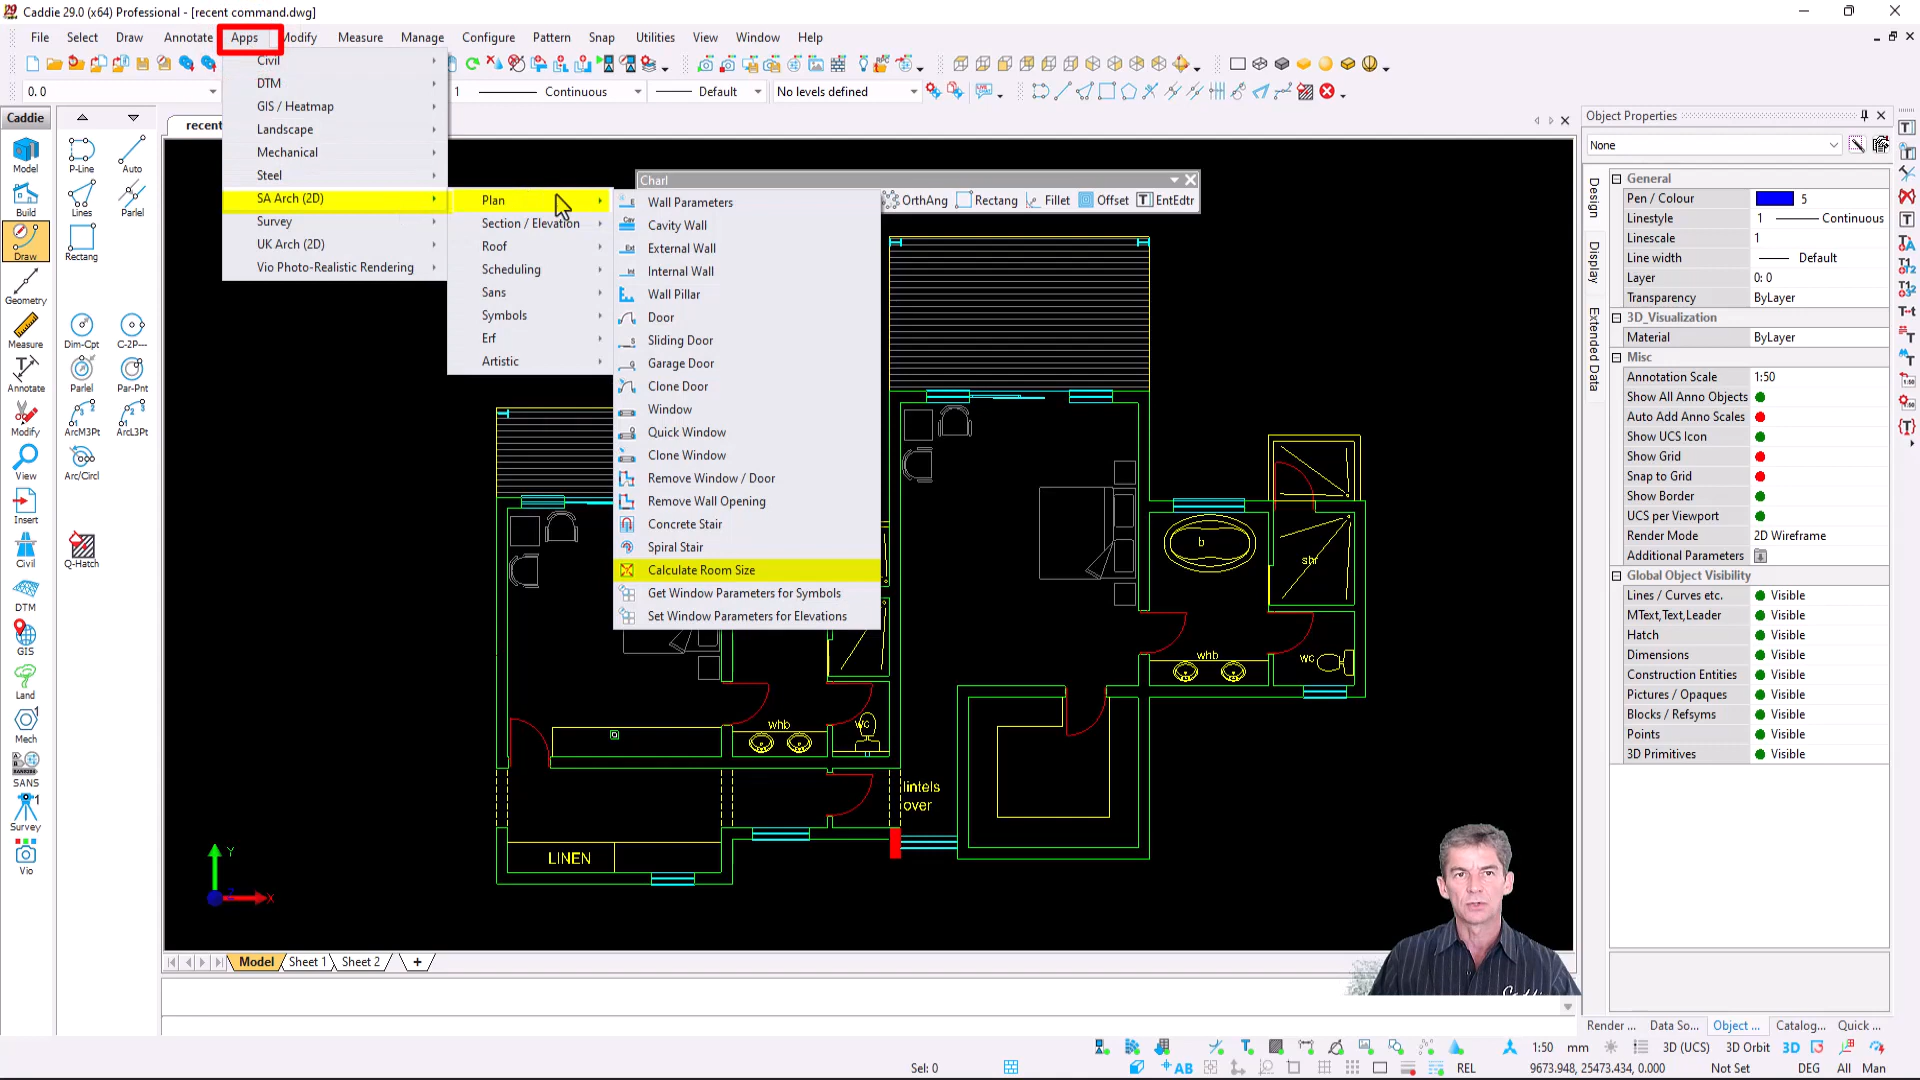 Caddie 29.0 (x64) Professional - [recent command.dwg]
File Select Draw Annotate Apps Modify Measure Manage Configure Pattern Snap Utilities View Window Help
0. 0
1 Continuous Default No levels defined
Caddie
recent
Model
Build
Draw
Geometry
Measure
Annotate
Modify
View
Insert
Civil
DTM
GIS
Land
Mech
SANS
Survey
Vio
P-Line Auto
Lines Parlel
Rectang
Dim-Cpt C-2P---
Parlel Par-Pnt
ArcM3Pt ArcL3Pt
Arc/Circl
Q-Hatch
Civil
DTM
GIS / Heatmap
Landscape
Mechanical
Steel
SA Arch (2D)
Survey
UK Arch (2D)
Vio Photo-Realistic Rendering
Plan
Section / Elevation
Roof
Scheduling
Sans
Symbols
Erf
Artistic
Wall Parameters
Cavity Wall
External Wall
Internal Wall
Wall Pillar
Door
Sliding Door
Garage Door
Clone Door
Window
Quick Window
Clone Window
Remove Window / Door
Remove Wall Opening
Concrete Stair
Spiral Stair
Calculate Room Size
Get Window Parameters for Symbols
Set Window Parameters for Elevations
Charl
OrthAng Rectang Fillet Offset EntEdtr
b
shr
whb
wc
whb
wc
lintels
over
LINEN
Y
Z
X
Model Sheet 1 Sheet 2 +
Object Properties
None
Design
Display
Extended Data
General
Pen / Colour 5
Linestyle 1 Continuous
Linescale 1
Line width Default
Layer 0: 0
Transparency ByLayer
3D_Visualization
Material ByLayer
Misc
Annotation Scale 1:50
Show All Anno Objects
Auto Add Anno Scales
Show UCS Icon
Show Grid
Snap to Grid
Show Border
UCS per Viewport
Render Mode 2D Wireframe
Additional Parameters
Global Object Visibility
Lines / Curves etc. Visible
MText,Text,Leader Visible
Hatch Visible
Dimensions Visible
Construction Entities Visible
Pictures / Opaques Visible
Blocks / Refsyms Visible
Points Visible
3D Primitives Visible
Render ... Data So... Object ... Catalog... Quick ...
1:50 mm 3D (UCS) 3D Orbit 3D
Sel: 0 AB REL 9673.948, 25473.434, 0.000 Not Set DEG All Man